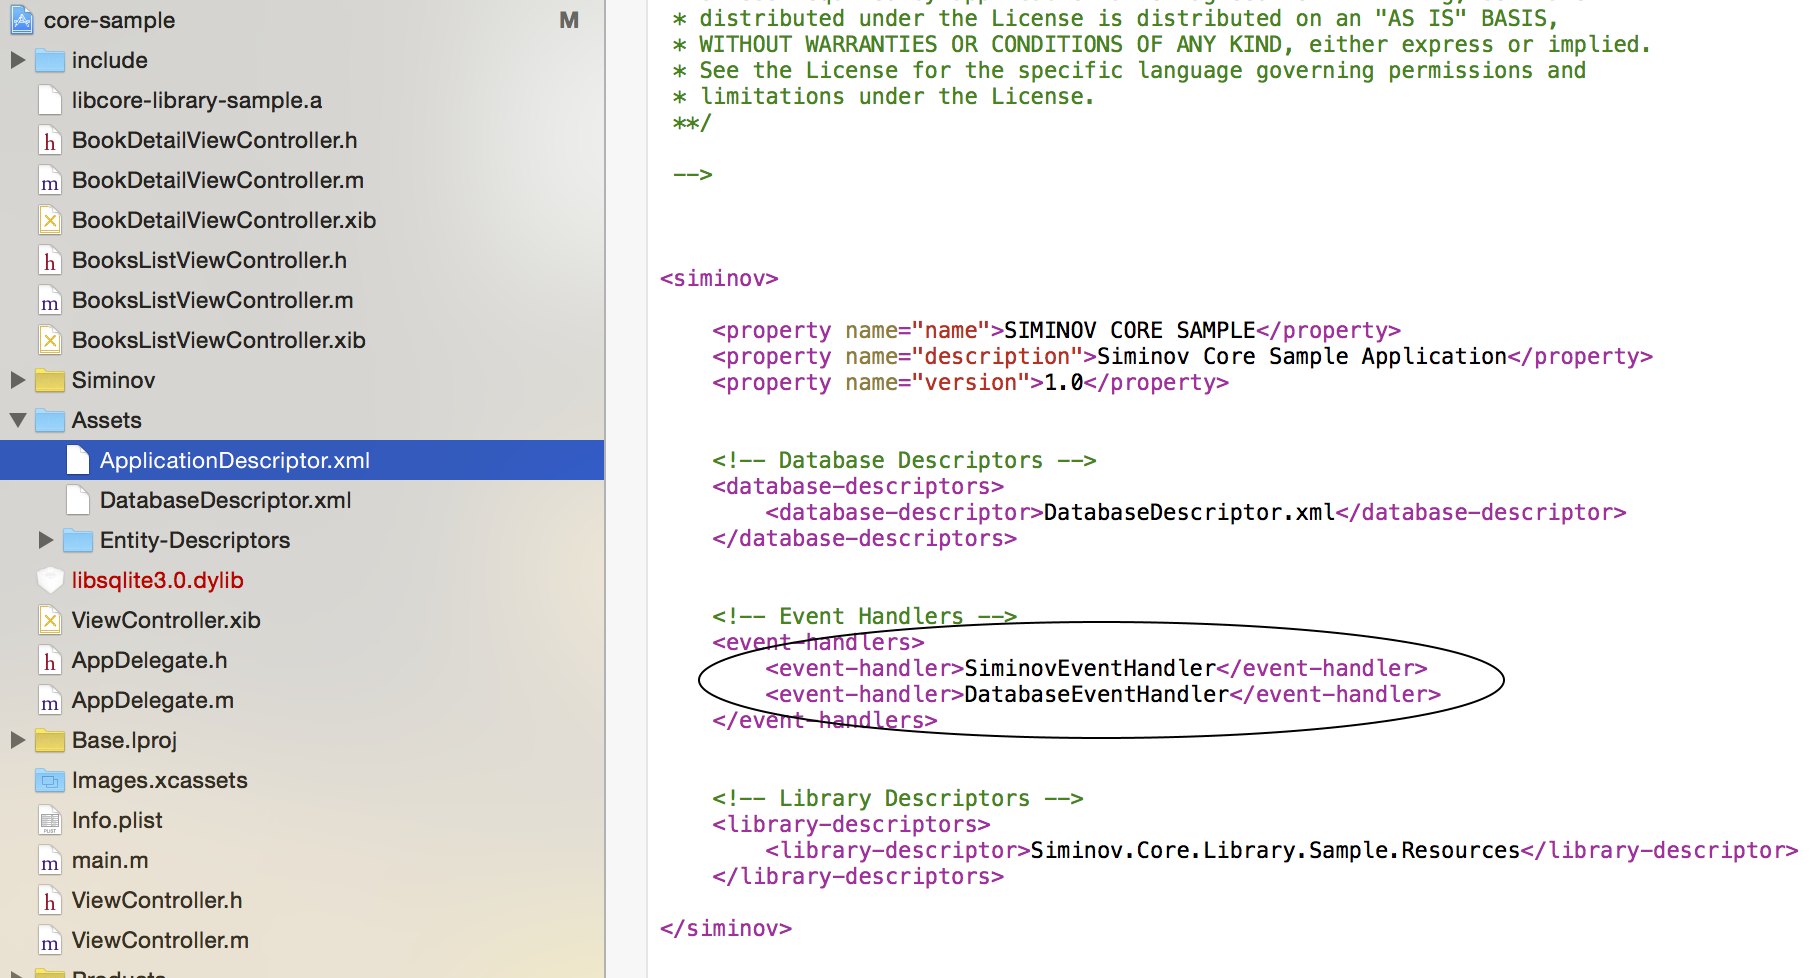 core-sample M
include
libcore-library-sample.a
BookDetailViewController.h
BookDetailViewController.m
BookDetailViewController.xib
BooksListViewController.h
BooksListViewController.m
BooksListViewController.xib
Siminov
Assets
ApplicationDescriptor.xml
DatabaseDescriptor.xml
Entity-Descriptors
libsqlite3.0.dylib
ViewController.xib
AppDelegate.h
AppDelegate.m
Base.lproj
Images.xcassets
Info.plist
main.m
ViewController.h
ViewController.m
Products
* distributed under the License is distributed on an "AS IS" BASIS,
* WITHOUT WARRANTIES OR CONDITIONS OF ANY KIND, either express or implied.
* See the License for the specific language governing permissions and
* limitations under the License.
**/
-->
<siminov>
<property name="name">SIMINOV CORE SAMPLE</property>
<property name="description">Siminov Core Sample Application</property>
<property name="version">1.0</property>
<!-- Database Descriptors -->
<database-descriptors>
<database-descriptor>DatabaseDescriptor.xml</database-descriptor>
</database-descriptors>
<!-- Event Handlers -->
<event-handlers>
<event-handler>SiminovEventHandler</event-handler>
<event-handler>DatabaseEventHandler</event-handler>
</event-handlers>
<!-- Library Descriptors -->
<library-descriptors>
<library-descriptor>Siminov.Core.Library.Sample.Resources</library-descriptor>
</library-descriptors>
</siminov>